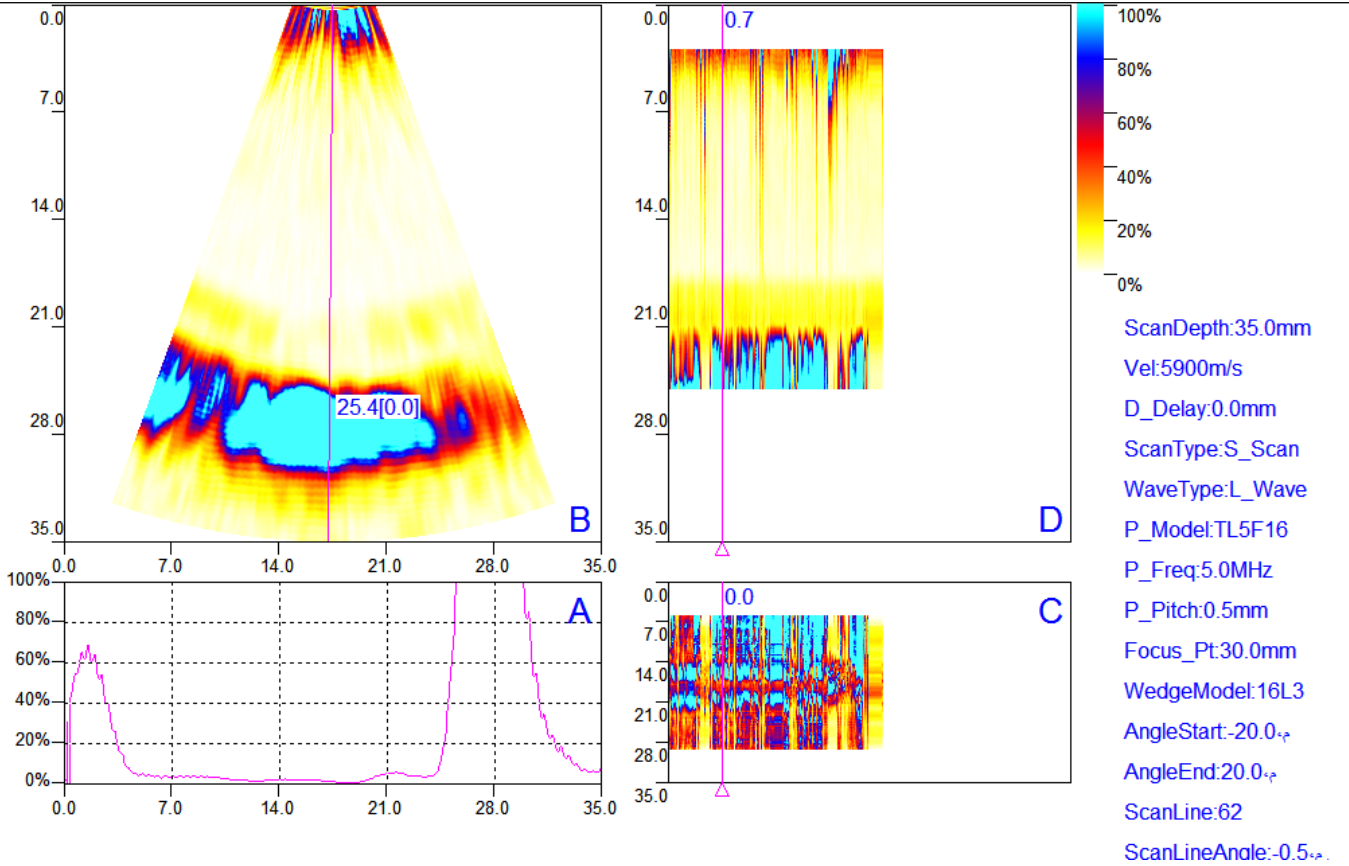 0.0
7.0
14.0
21.0
28.0
35.0
0.0 7.0 14.0 21.0 28.0 35.0
25.4[0.0]
B
0.0
7.0
14.0
21.0
28.0
35.0
0.7
D
100%
80%
60%
40%
20%
0%
100%
80%
60%
40%
20%
0%
0.0 7.0 14.0 21.0 28.0 35.0
A
0.0
7.0
14.0
21.0
28.0
35.0
0.0
C
ScanDepth:35.0mm
Vel:5900m/s
D_Delay:0.0mm
ScanType:S_Scan
WaveType:L_Wave
P_Model:TL5F16
P_Freq:5.0MHz
P_Pitch:0.5mm
Focus_Pt:30.0mm
WedgeModel:16L3
AngleStart:-20.0
AngleEnd:20.0
ScanLine:62
ScanLineAngle:-0.5